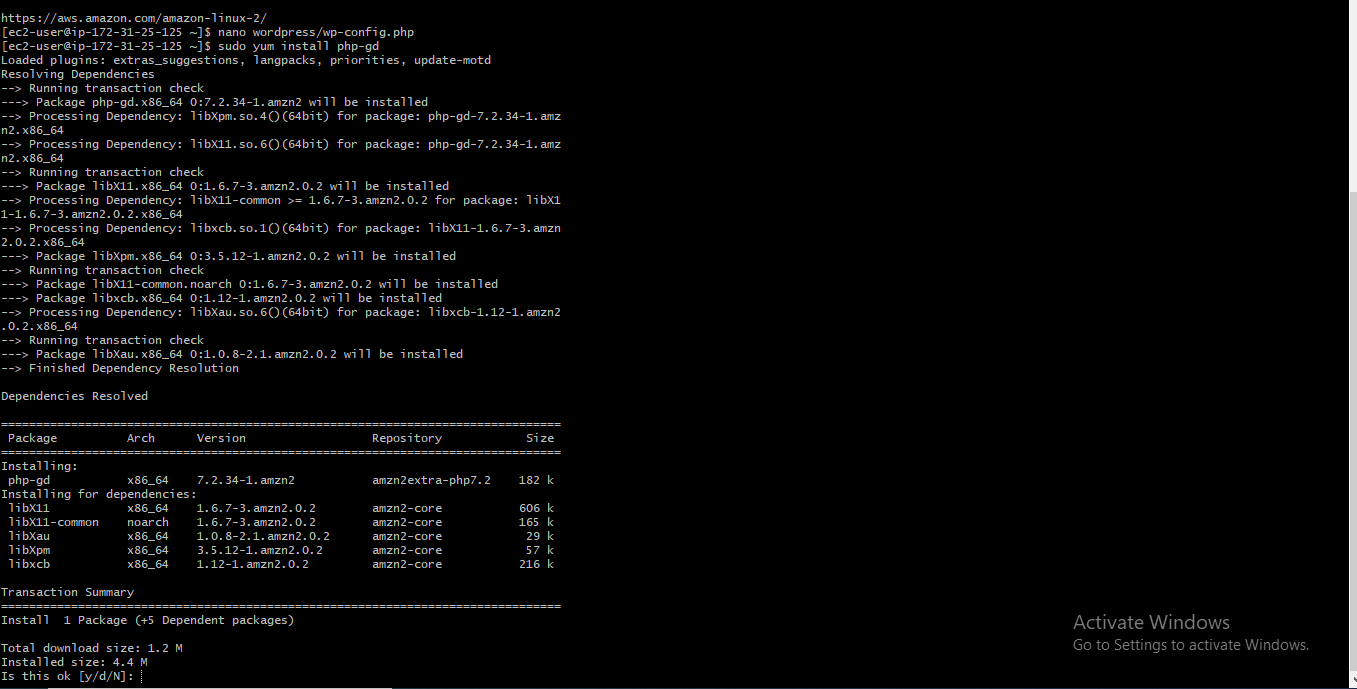 https://aws.amazon.com/amazon-linux-2/
[ec2-user@ip-172-31-25-125 ~]$ nano wordpress/wp-config.php
[ec2-user@ip-172-31-25-125 ~]$ sudo yum install php-gd
Loaded plugins: extras_suggestions, langpacks, priorities, update-motd
Resolving Dependencies
--> Running transaction check
---> Package php-gd.x86_64 0:7.2.34-1.amzn2 will be installed
--> Processing Dependency: libXpm.so.4()(64bit) for package: php-gd-7.2.34-1.amz
n2.x86_64
--> Processing Dependency: libX11.so.6()(64bit) for package: php-gd-7.2.34-1.amz
n2.x86_64
--> Running transaction check
---> Package libX11.x86_64 0:1.6.7-3.amzn2.0.2 will be installed
--> Processing Dependency: libX11-common >= 1.6.7-3.amzn2.0.2 for package: libX1
1-1.6.7-3.amzn2.0.2.x86_64
--> Processing Dependency: libxcb.so.1()(64bit) for package: libX11-1.6.7-3.amzn
2.0.2.x86_64
---> Package libXpm.x86_64 0:3.5.12-1.amzn2.0.2 will be installed
--> Running transaction check
---> Package libX11-common.noarch 0:1.6.7-3.amzn2.0.2 will be installed
---> Package libxcb.x86_64 0:1.12-1.amzn2.0.2 will be installed
--> Processing Dependency: libXau.so.6()(64bit) for package: libxcb-1.12-1.amzn2
.0.2.x86_64
--> Running transaction check
---> Package libXau.x86_64 0:1.0.8-2.1.amzn2.0.2 will be installed
--> Finished Dependency Resolution

Dependencies Resolved

================================================================================
 Package          Arch      Version                  Repository            Size
================================================================================
Installing:
 php-gd           x86_64    7.2.34-1.amzn2           amzn2extra-php7.2    182 k
Installing for dependencies:
 libX11           x86_64    1.6.7-3.amzn2.0.2        amzn2-core           606 k
 libX11-common    noarch    1.6.7-3.amzn2.0.2        amzn2-core           165 k
 libXau           x86_64    1.0.8-2.1.amzn2.0.2      amzn2-core            29 k
 libXpm           x86_64    3.5.12-1.amzn2.0.2       amzn2-core            57 k
 libxcb           x86_64    1.12-1.amzn2.0.2         amzn2-core           216 k

Transaction Summary
================================================================================
Install  1 Package (+5 Dependent packages)

Total download size: 1.2 M
Installed size: 4.4 M
Is this ok [y/d/N]:
Activate Windows
Go to Settings to activate Windows.